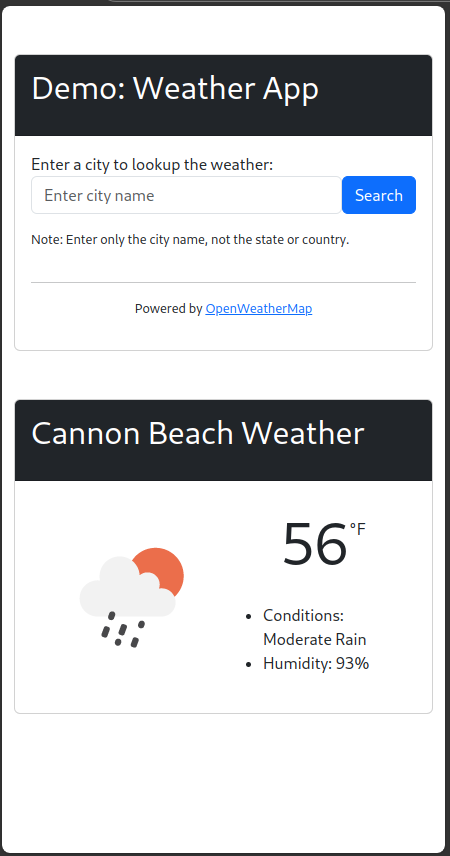 Demo: Weather App
Enter a city to lookup the weather:
Enter city name
Search
Note: Enter only the city name, not the state or country.
Powered by OpenWeatherMap
Cannon Beach Weather
56°F
• Conditions:
Moderate Rain
• Humidity: 93%